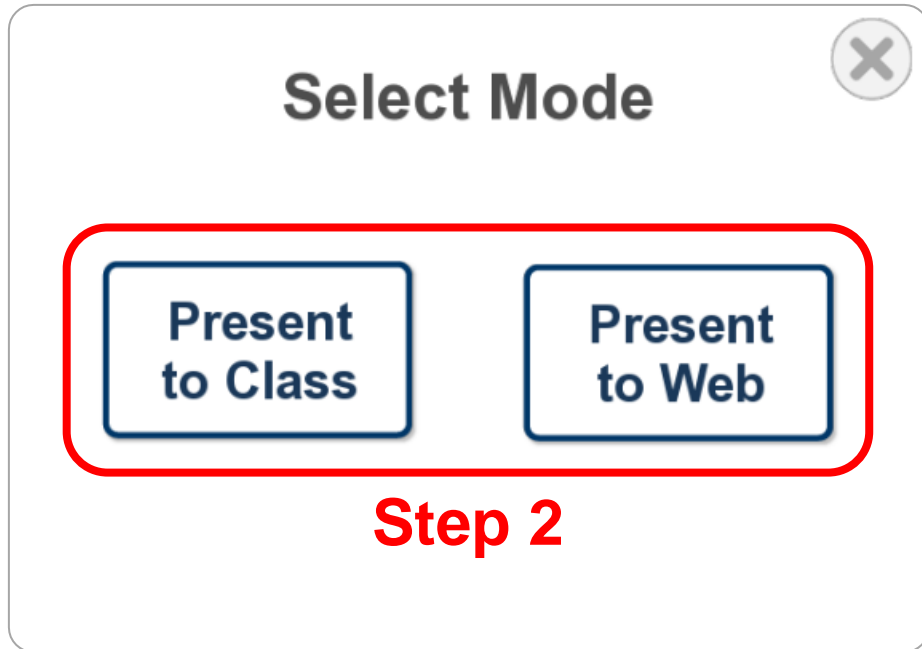 Select Mode
Present
to Class
Present
to Web
Step 2